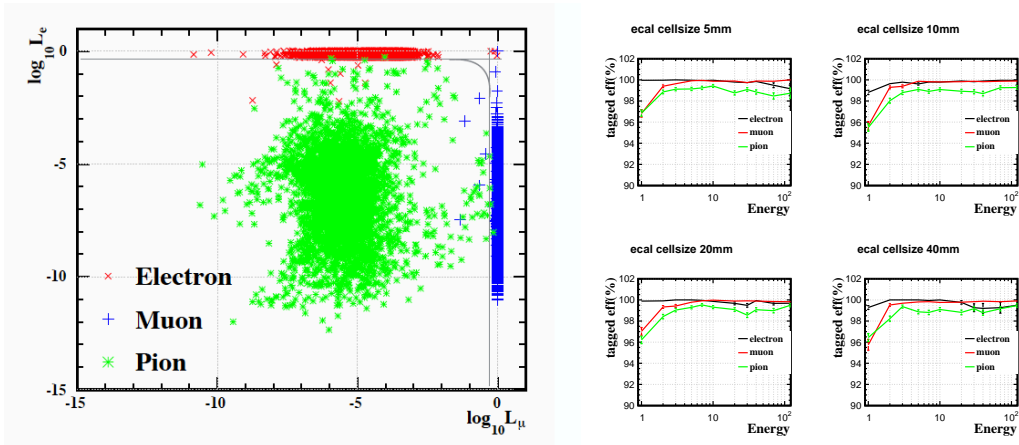 log10Le
0
-5
-10
-15
-15
-10
-5
0
log10Lμ
Electron
Muon
Pion
ecal cellsize 5mm
tagged eff(%)
102
100
98
96
94
92
90
electron
muon
pion
1
10
10²
Energy
ecal cellsize 10mm
tagged eff(%)
102
100
98
96
94
92
90
electron
muon
pion
1
10
10²
Energy
ecal cellsize 20mm
tagged eff(%)
102
100
98
96
94
92
90
electron
muon
pion
1
10
10²
Energy
ecal cellsize 40mm
tagged eff(%)
102
100
98
96
94
92
90
electron
muon
pion
1
10
10²
Energy